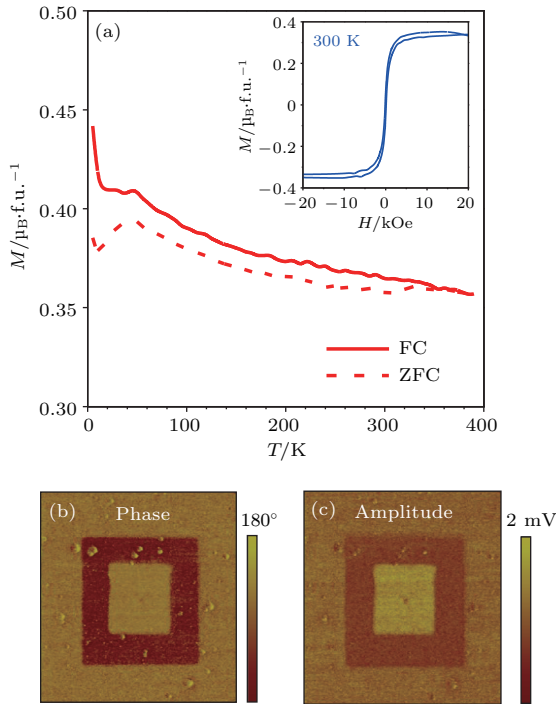 (a)
300 K
M/μB·f.u.−1
0.4
0.2
0
−0.2
−0.4
−20 −10 0 10 20
H/kOe
M/μB·f.u.−1
0.50
0.45
0.40
0.35
0.30
FC
ZFC
0 100 200 300 400
T/K
(b)
Phase
180°
(c)
Amplitude
2 mV